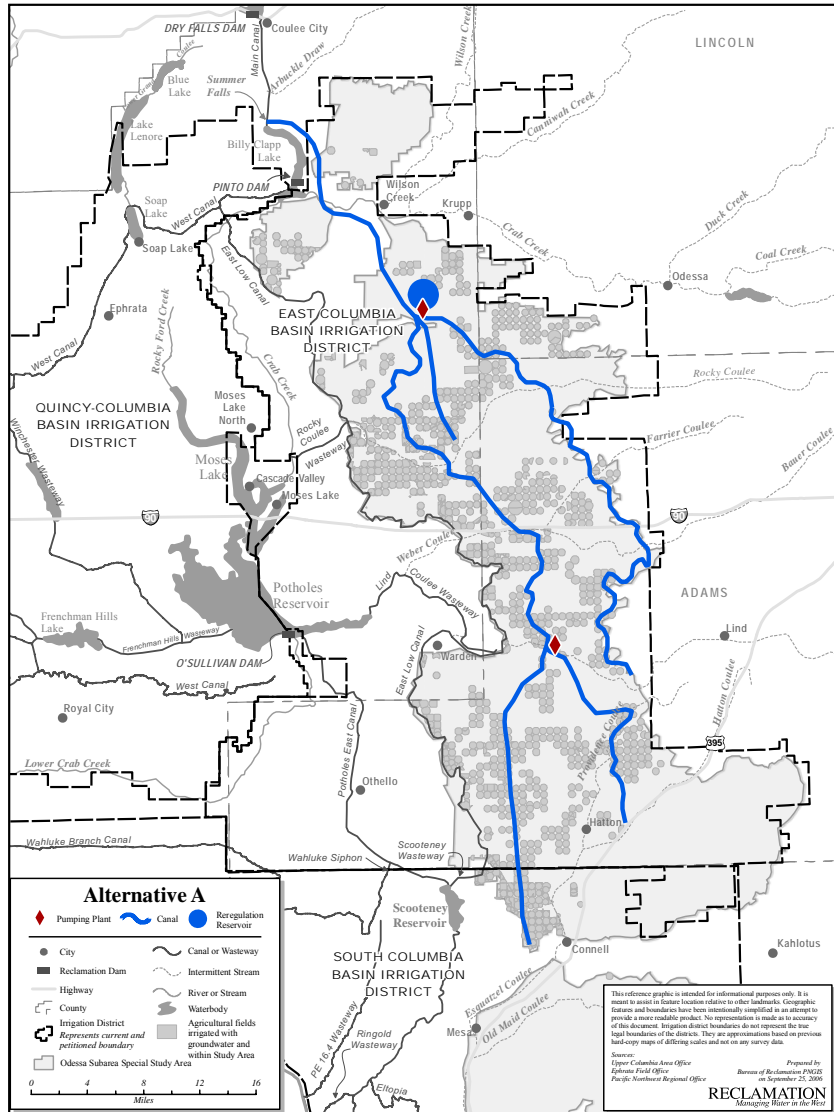 DRY FALLS DAM
Coulee City
Main Canal
Arbuckle Draw
Wilson Creek
LINCOLN
Coulee
Blue
Lake
Summer
Falls
Canniwah Creek
Lake
Lenore
Billy Clapp
Lake
PINTO DAM
Wilson
Creek
Krupp
Duck Creek
Soap
Lake
West Canal
Soap Lake
Crab Creek
Coal Creek
East Low Canal
Odessa
Ephrata
Rocky Ford Creek
EAST COLUMBIA
BASIN IRRIGATION
DISTRICT
West Canal
Crab Creek
Rocky Coulee
QUINCY-COLUMBIA
BASIN IRRIGATION
DISTRICT
Moses
Lake
North
Rocky
Coulee
Wasteway
Farrier Coulee
Bauer Coulee
Winchester Wasteway
Moses
Lake
Cascade Valley
Moses Lake
90
90
Weber Coulee
Lind
Coulee Wasteway
Potholes
Reservoir
ADAMS
Frenchman Hills
Lake
Frenchman Hills Wasteway
Lind
O'SULLIVAN DAM
East Low Canal
Warden
West Canal
Hatton Coulee
Royal City
Potholes East Canal
Providence Coulee
395
Lower Crab Creek
Othello
Hatton
Wahluke Branch Canal
Wahluke Siphon
Scooteney
Wasteway
Scooteney
Reservoir
SOUTH COLUMBIA
BASIN IRRIGATION
DISTRICT
Connell
Kahlotus
Esquatzel Coulee
Old Maid Coulee
Mesa
PE 16.4 Wasteway
Ringold
Wasteway
Eltopia
Alternative A
Pumping Plant
Canal
Reregulation
Reservoir
City
Canal or Wasteway
Reclamation Dam
Intermittent Stream
Highway
River or Stream
County
Waterbody
Irrigation District
Represents current and
petitioned boundary
Agricultural fields
irrigated with
groundwater and
within Study Area
Odessa Subarea Special Study Area
0 4 8 12 16
Miles
This reference graphic is intended for informational purposes only. It is
meant to assist in feature location relative to other landmarks. Geographic
features and boundaries have been intentionally simplified in an attempt to
provide a more readable product. No representation is made as to accuracy
of this document. Irrigation district boundaries do not represent the true
legal boundaries of the districts. They are approximations based on previous
hard-copy maps of differing scales and not on any survey data.
Sources:
Upper Columbia Area Office
Ephrata Field Office
Pacific Northwest Regional Office
Prepared by
Bureau of Reclamation PNGIS
on September 25, 2006
RECLAMATION
Managing Water in the West